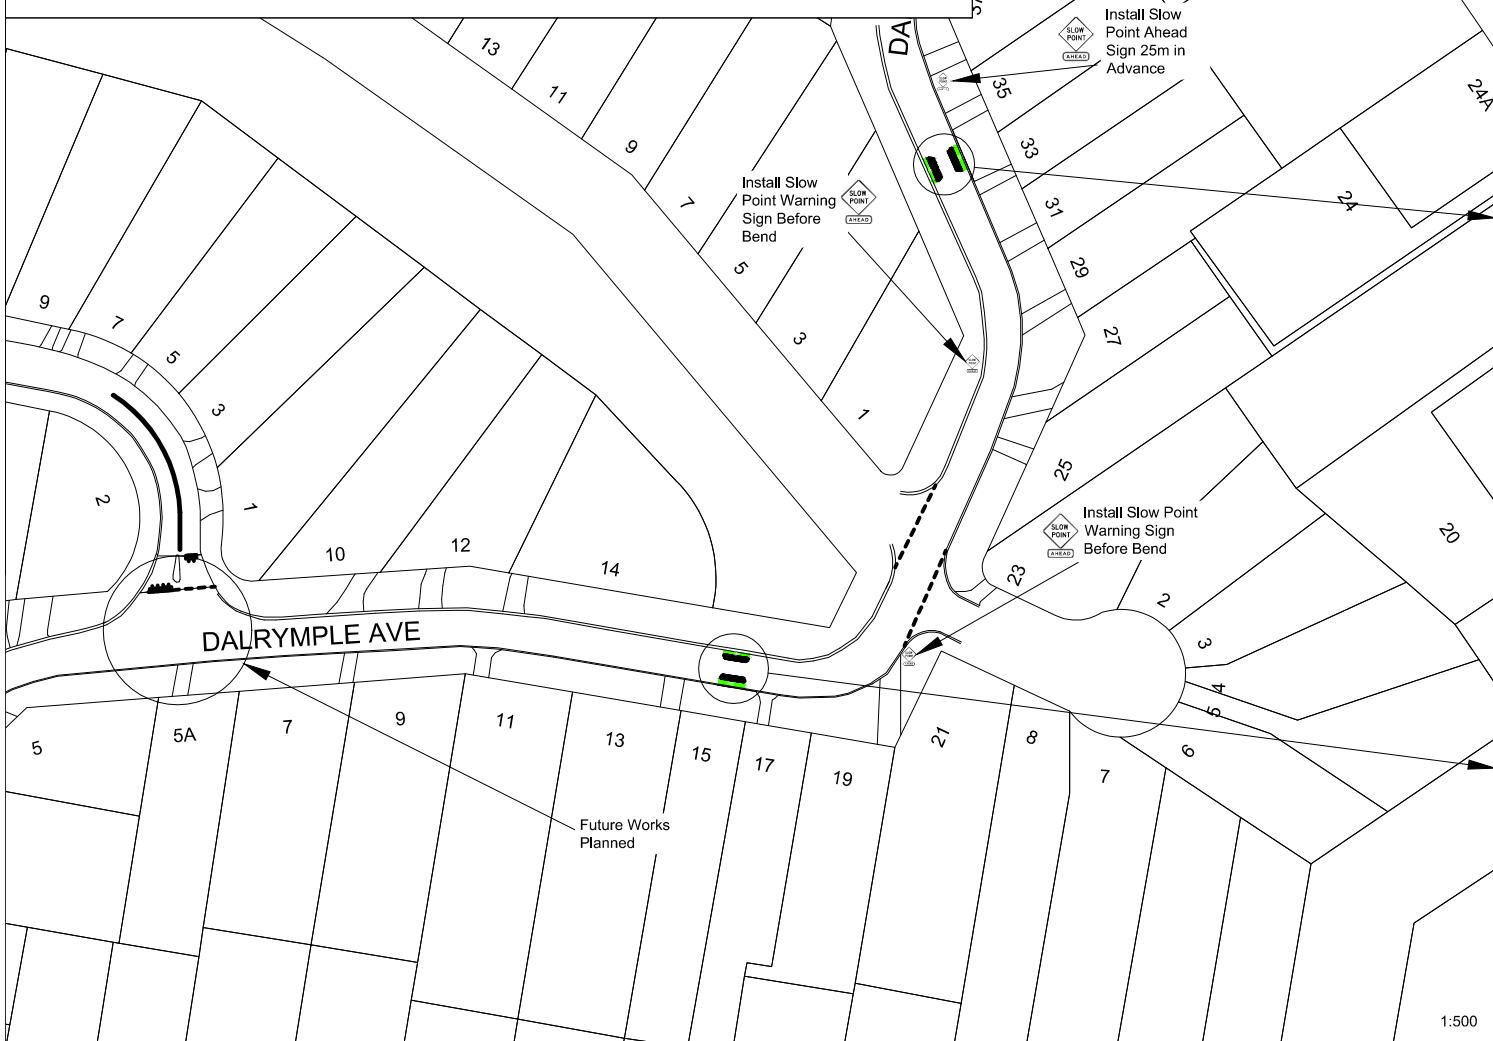 Install Slow
Point Ahead
Sign 25m in
Advance
SLOW
POINT
AHEAD
DA
13
11
9
7
5
3
1
35
33
31
29
27
25
23
24A
24
20
Install Slow
Point Warning
Sign Before
Bend
SLOW
POINT
AHEAD
9
7
5
3
1
2
10
12
14
DALRYMPLE AVE
Install Slow Point
Warning Sign
Before Bend
SLOW
POINT
AHEAD
2
3
4
5
6
7
8
21
5
5A
7
9
11
13
15
17
19
Future Works
Planned
1:500